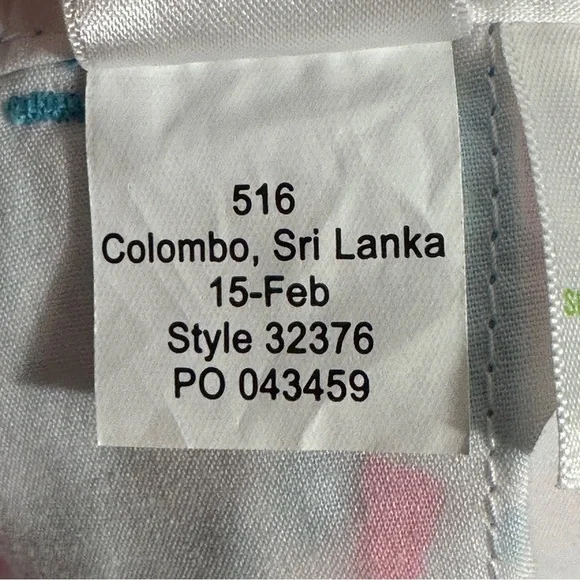 516
Colombo, Sri Lanka
15-Feb
Style 32376
PO 043459